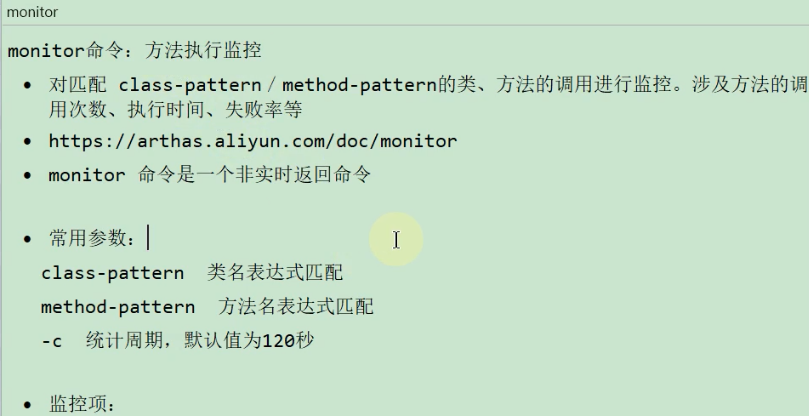 monitor
monitor命令：方法执行监控
• 对匹配 class-pattern／method-pattern的类、方法的调用进行监控。涉及方法的调
用次数、执行时间、失败率等
• https://arthas.aliyun.com/doc/monitor
• monitor 命令是一个非实时返回命令
• 常用参数：
class-pattern 类名表达式匹配
method-pattern 方法名表达式匹配
-c 统计周期，默认值为120秒
• 监控项：